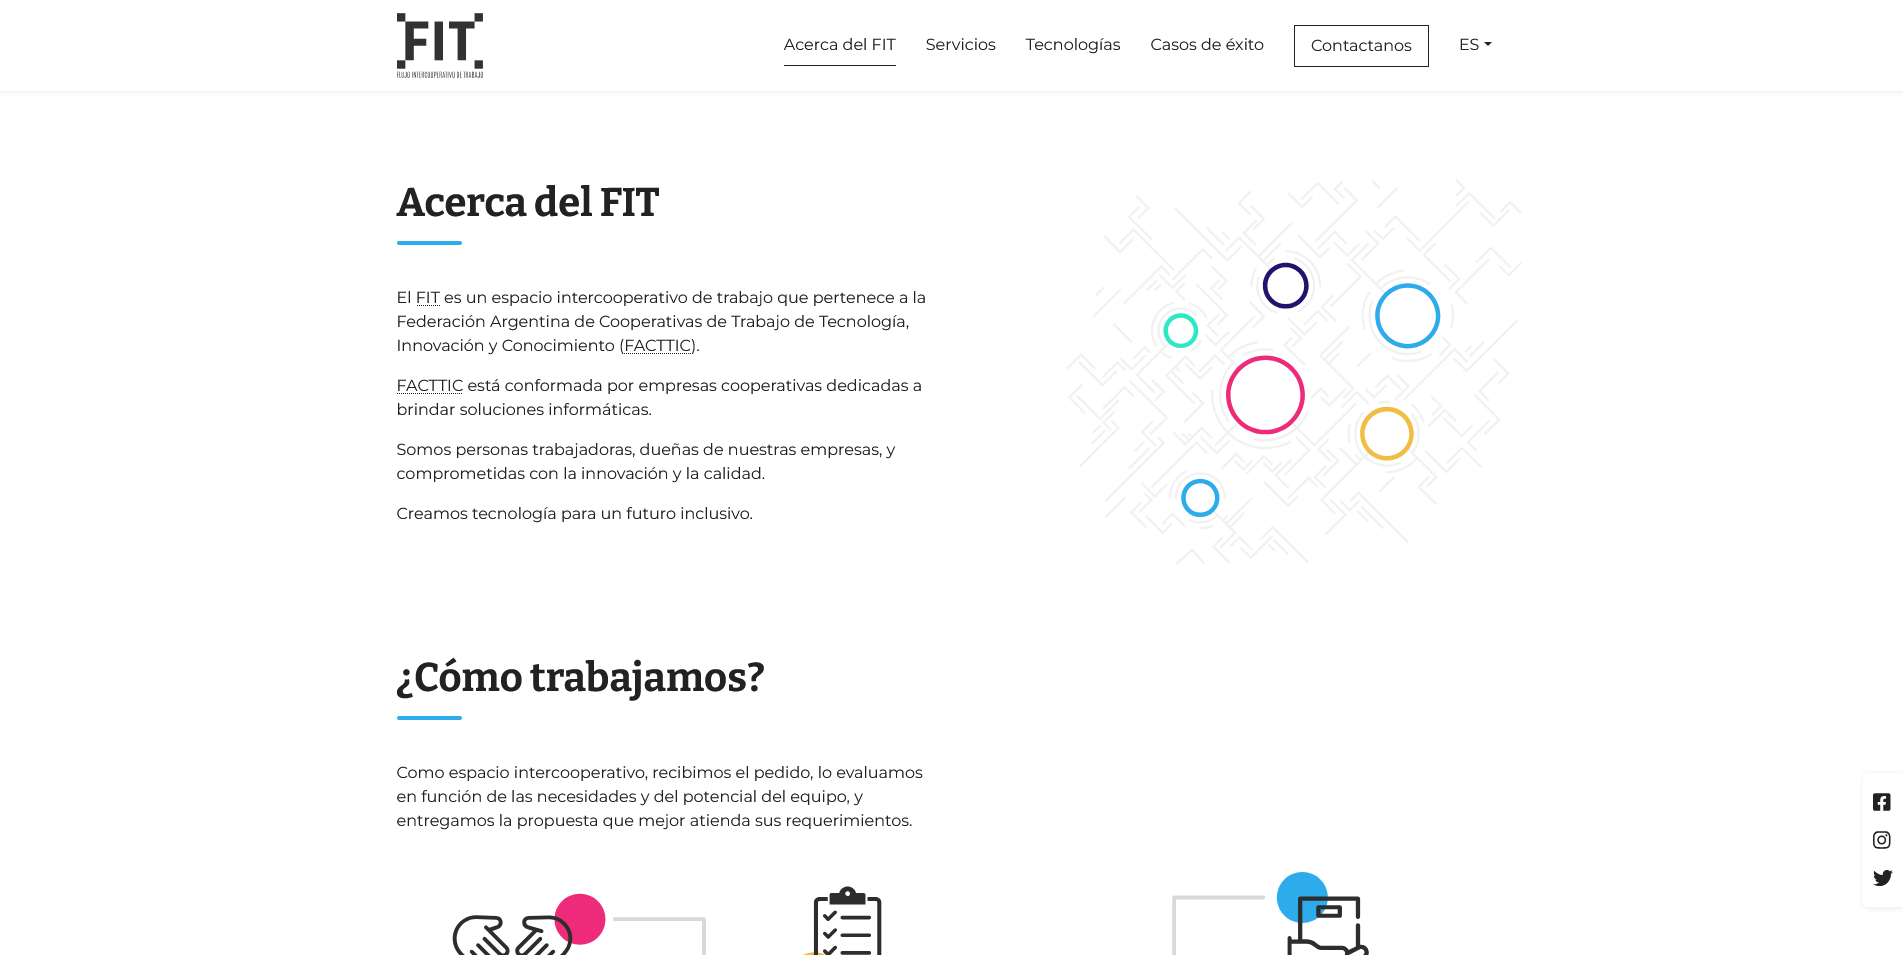 FIT
FLUJO INTERCOOPERATIVO DE TRABAJO
Acerca del FIT
Servicios
Tecnologías
Casos de éxito
Contactanos
ES
Acerca del FIT
El FIT es un espacio intercooperativo de trabajo que pertenece a la
Federación Argentina de Cooperativas de Trabajo de Tecnología,
Innovación y Conocimiento (FACTTIC).
FACTTIC está conformada por empresas cooperativas dedicadas a
brindar soluciones informáticas.
Somos personas trabajadoras, dueñas de nuestras empresas, y
comprometidas con la innovación y la calidad.
Creamos tecnología para un futuro inclusivo.
¿Cómo trabajamos?
Como espacio intercooperativo, recibimos el pedido, lo evaluamos
en función de las necesidades y del potencial del equipo, y
entregamos la propuesta que mejor atienda sus requerimientos.